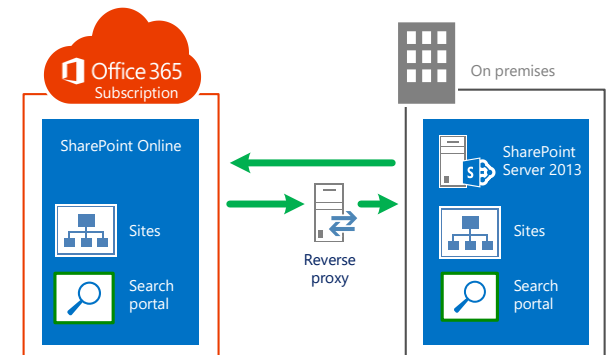 Office 365
Subscription
On premises
SharePoint Online
SharePoint
Server 2013
S
Sites
Sites
Reverse
proxy
Search
portal
Search
portal